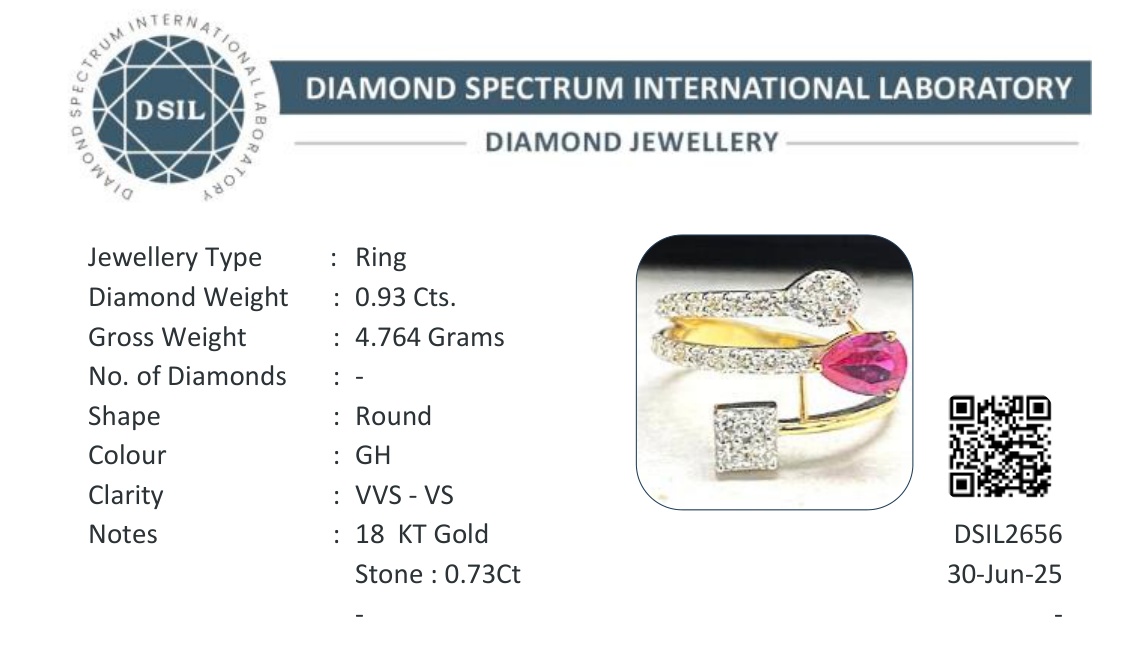 DIAMOND SPECTRUM INTERNATIONAL LABORATORY
DSIL
DIAMOND SPECTRUM INTERNATIONAL LABORATORY
DIAMOND JEWELLERY
Jewellery Type : Ring
Diamond Weight : 0.93 Cts.
Gross Weight : 4.764 Grams
No. of Diamonds : -
Shape : Round
Colour : GH
Clarity : VVS - VS
Notes : 18 KT Gold
DSIL2656
Stone : 0.73Ct
30-Jun-25
-
-